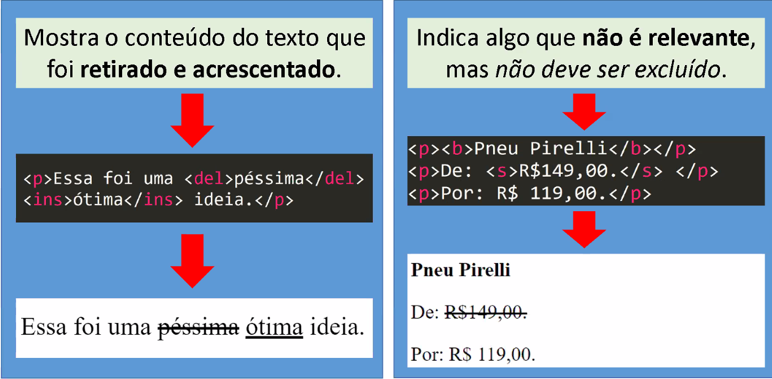 Mostra o conteúdo do texto que
foi retirado e acrescentado.
<p>Essa foi uma <del>péssima</del>
<ins>ótima</ins> ideia.</p>
Essa foi uma péssima ótima ideia.
Indica algo que não é relevante,
mas não deve ser excluído.
<p><b>Pneu Pirelli</b></p>
<p>De: <s>R$149,00.</s> </p>
<p>Por: R$ 119,00.</p>
Pneu Pirelli
De: R$149,00.
Por: R$ 119,00.